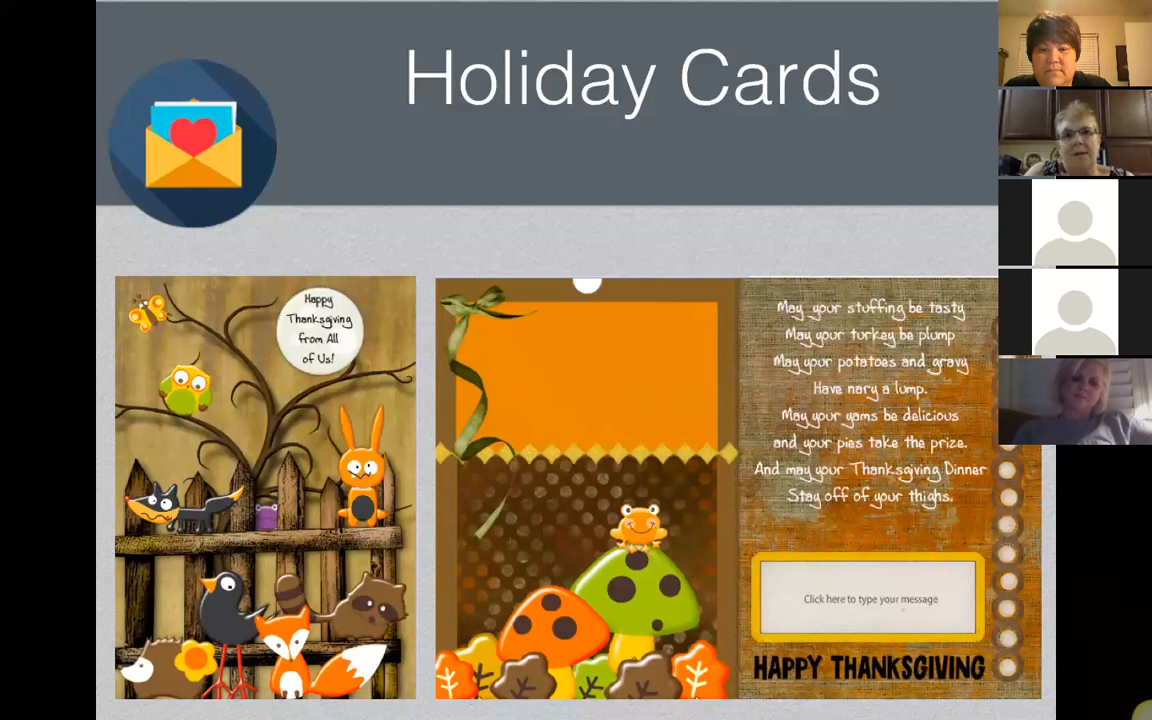 Holiday Cards
Happy
Thanksgiving
from All
of Us!
May your stuffing be tasty
May your turkey be plump
May your potatoes and gravy
Have nary a lump.
May your yams be delicious
and your pies take the prize.
And may your Thanksgiving Dinner
Stay off of your thighs.
Click here to type your message
HAPPY THANKSGIVING